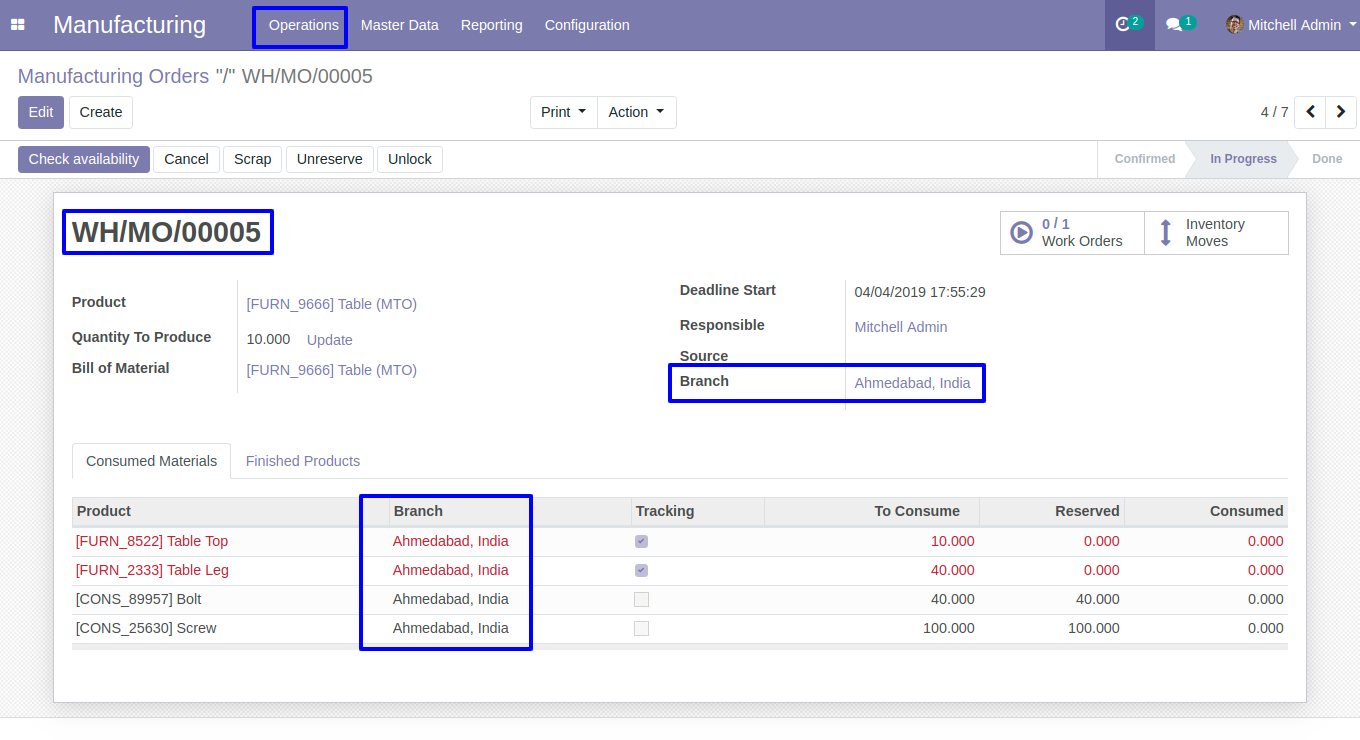 Manufacturing Operations Master Data Reporting Configuration 2 1 Mitchell Admin
Manufacturing Orders "/" WH/MO/00005
Edit Create Print Action 4 / 7
Check availability Cancel Scrap Unreserve Unlock Confirmed In Progress Done
WH/MO/00005
0 / 1
Work Orders
Inventory
Moves
Product [FURN_9666] Table (MTO)
Quantity To Produce 10.000 Update
Bill of Material [FURN_9666] Table (MTO)
Deadline Start 04/04/2019 17:55:29
Responsible Mitchell Admin
Source
Branch Ahmedabad, India
Consumed Materials Finished Products
Product Branch Tracking To Consume Reserved Consumed
[FURN_8522] Table Top Ahmedabad, India 10.000 0.000 0.000
[FURN_2333] Table Leg Ahmedabad, India 40.000 0.000 0.000
[CONS_89957] Bolt Ahmedabad, India 40.000 40.000 0.000
[CONS_25630] Screw Ahmedabad, India 100.000 100.000 0.000